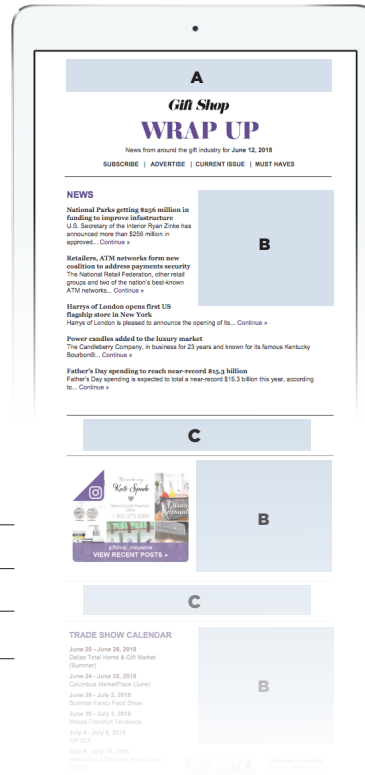 A
Gift Shop
WRAP UP
News from around the gift industry for June 12, 2018
SUBSCRIBE | ADVERTISE | CURRENT ISSUE | MUST HAVES
NEWS
National Parks getting $256 million in
funding to improve infastructure
U.S. Secretary of the Interior Ryan Zinke has
announced more than $256 million in
approved... Continue »
B
Retailers, ATM networks form new
coalition to address payments security
The National Retail Federation, other retail
groups and two of the nation's best-known
ATM networks... Continue »
Harrys of London opens first US
flagship store in New York
Harrys of London is pleased to announce the opening of its... Continue »
Power candles added to the luxury market
The Candleberry Company, in business for 23 years and known for its famous Kentucky
Bourbon®... Continue »
Father's Day spending to reach near-record $15.3 billion
Father's Day spending is expected to total a near-record $15.3 billion this year, according
to... Continue »
C
Remembering
Kate Spade
1-800-273-8255
giftshop_magazine
VIEW RECENT POSTS »
B
C
TRADE SHOW CALENDAR
June 20 - June 26, 2018
Dallas Total Home & Gift Market
(Summer)
June 24 - June 26, 2018
Columbus MarketPlace (June)
June 30 - July 2, 2018
Summer Fancy Food Show
June 29 - July 3, 2018
Messe Frankfurt Tendence
July 4 - July 6, 2018
GIFTEX
B